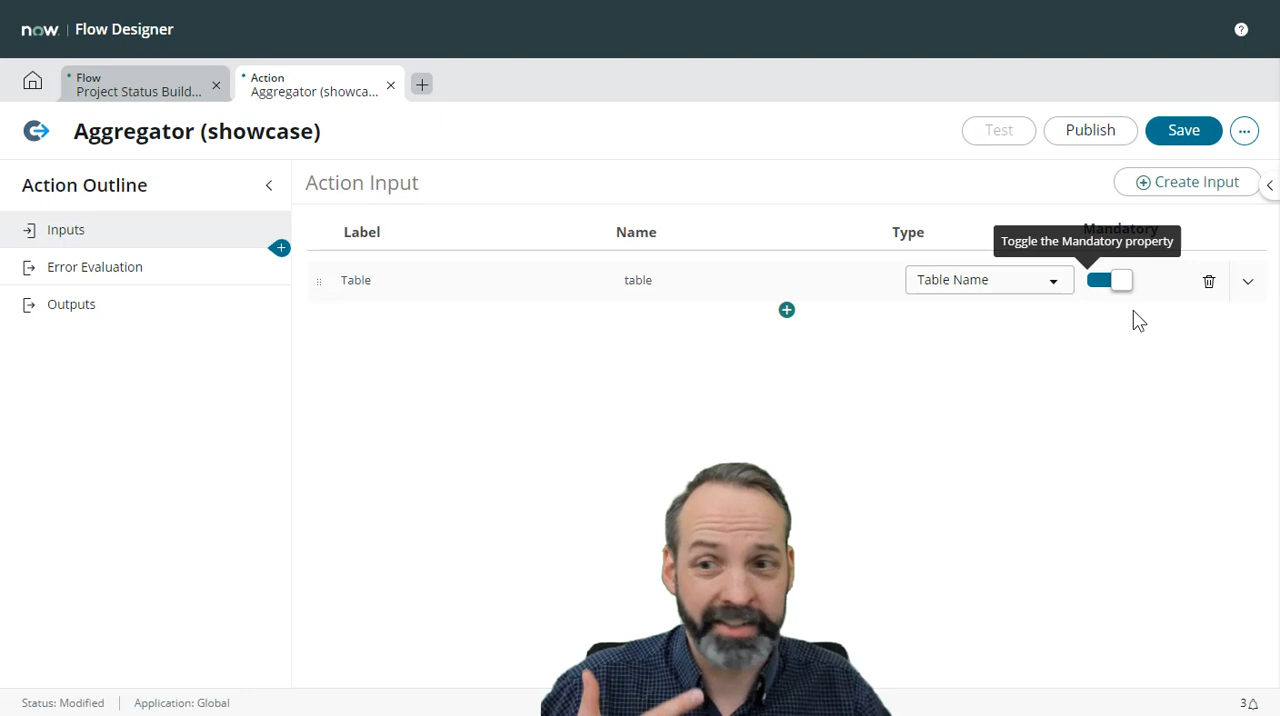 now. | Flow Designer
Flow
Project Status Build...
Action
Aggregator (showca...
Aggregator (showcase)
Test
Publish
Save
Action Outline
Action Input
Create Input
Inputs
Error Evaluation
Outputs
Label
Name
Type
Mandatory
Toggle the Mandatory property
Table
table
Table Name
Status: Modified
Application: Global
3